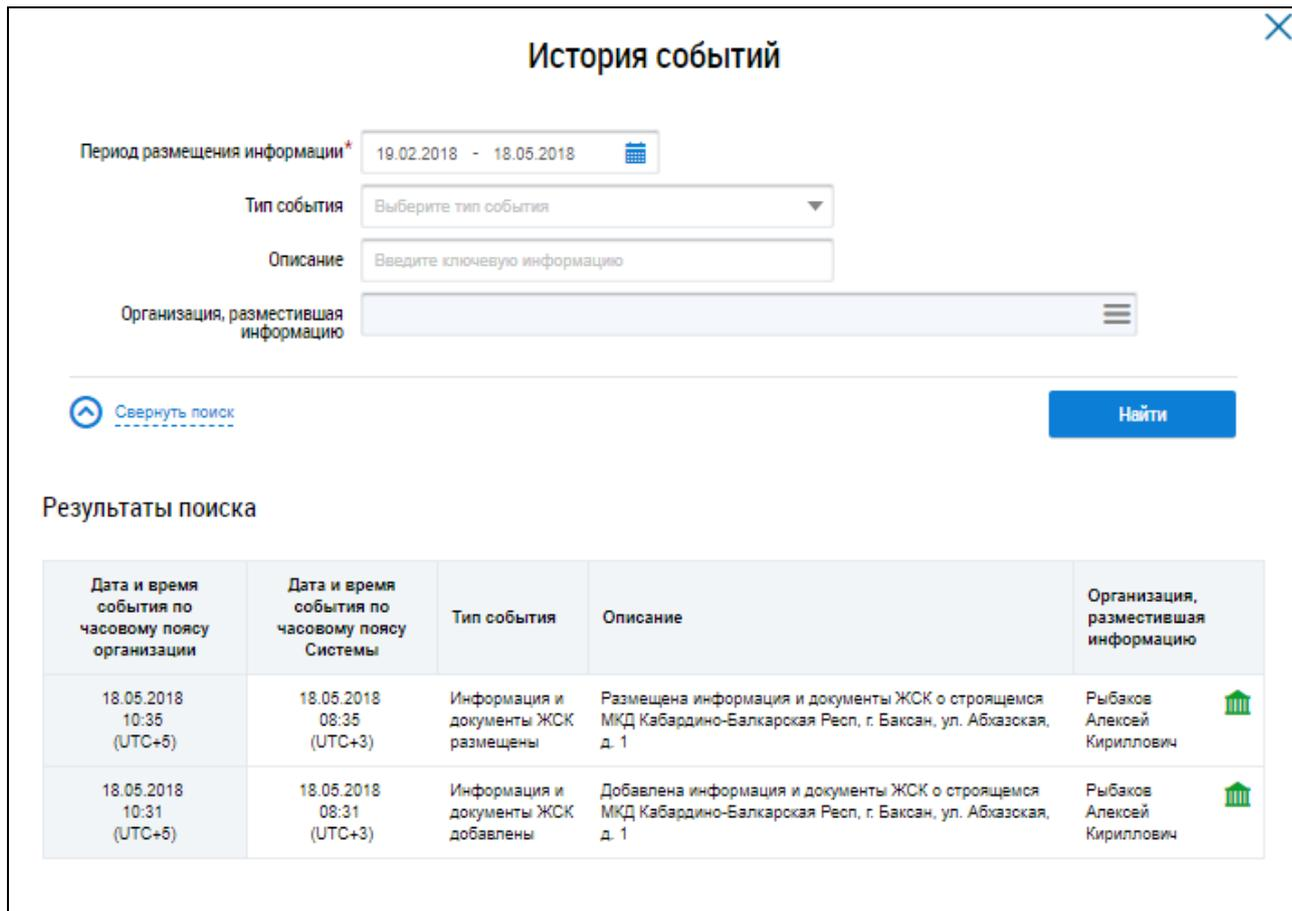 История событий
Период размещения информации* 19.02.2018 - 18.05.2018
Тип события Выберите тип события
Описание Введите ключевую информацию
Организация, разместившая
информацию
Свернуть поиск Найти
Результаты поиска
Дата и время
события по
часовому поясу
организации
Дата и время
события по
часовому поясу
Системы
Тип события
Описание
Организация,
разместившая
информацию
18.05.2018
10:35
(UTC+5)
18.05.2018
08:35
(UTC+3)
Информация и
документы ЖСК
размещены
Размещена информация и документы ЖСК о строящемся
МКД Кабардино-Балкарская Респ, г. Баксан, ул. Абхазская,
д. 1
Рыбаков
Алексей
Кириллович
18.05.2018
10:31
(UTC+5)
18.05.2018
08:31
(UTC+3)
Информация и
документы ЖСК
добавлены
Добавлена информация и документы ЖСК о строящемся
МКД Кабардино-Балкарская Респ, г. Баксан, ул. Абхазская,
д. 1
Рыбаков
Алексей
Кириллович